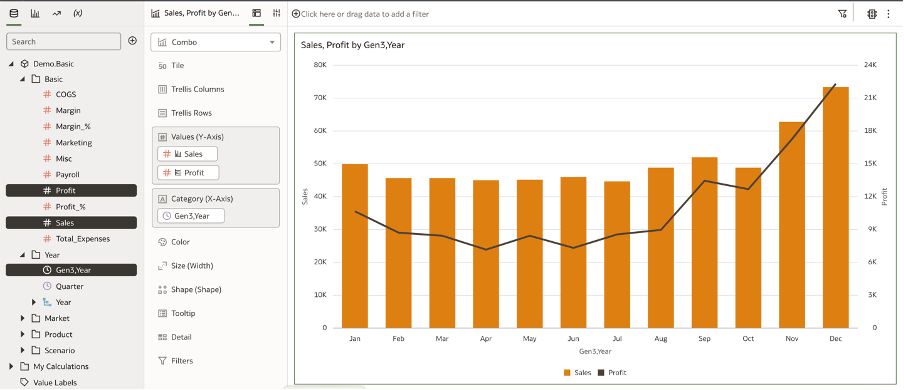 (x)
Search
Demo.Basic
Basic
COGS
Margin
Margin_%
Marketing
Misc
Payroll
Profit
Profit_%
Sales
Total_Expenses
Year
Gen3,Year
Quarter
Year
Market
Product
Scenario
My Calculations
Value Labels
Sales, Profit by Gen...
Combo
50 Tile
Trellis Columns
Trellis Rows
Values (Y-Axis)
Sales
Profit
Category (X-Axis)
Gen3,Year
Color
Size (Width)
Shape (Shape)
Tooltip
Detail
Filters
Click here or drag data to add a filter
Sales, Profit by Gen3,Year
80K
70K
60K
50K
40K
30K
20K
10K
0
Sales
24K
21K
18K
15K
12K
9K
6K
3K
0
Profit
Jan Feb Mar Apr May Jun Jul Aug Sep Oct Nov Dec
Gen3,Year
Sales Profit